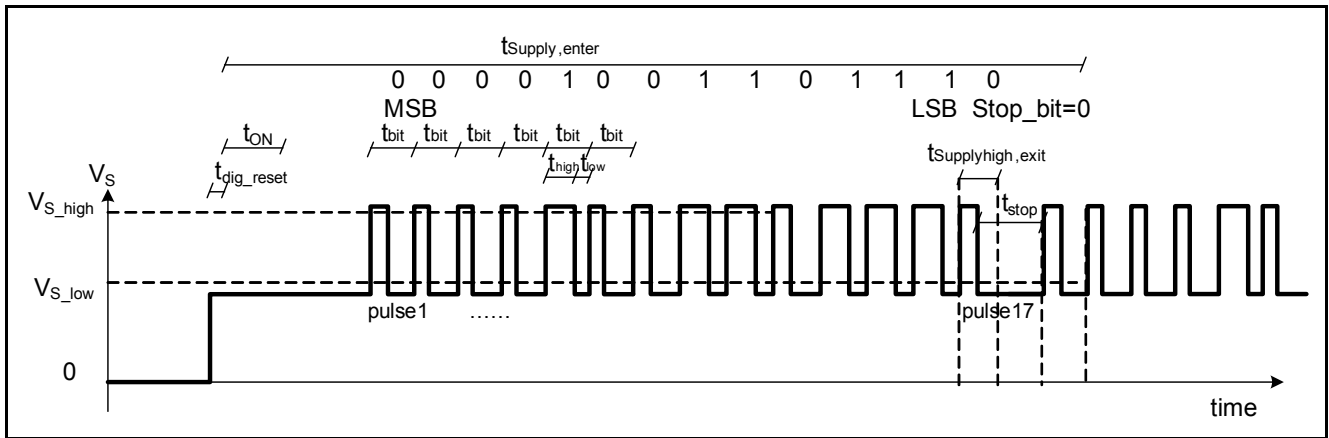 tSupply,enter
0 0 0 0 1 0 0 1 1 0 1 1 1 0
MSB LSB Stop_bit=0
tbit tbit tbit tbit tbit tbit
tON
thigh tlow
tSupplyhigh,exit
tdig_reset
VS
VS_high
tstop
VS_low
pulse1 ...... pulse17
0
time